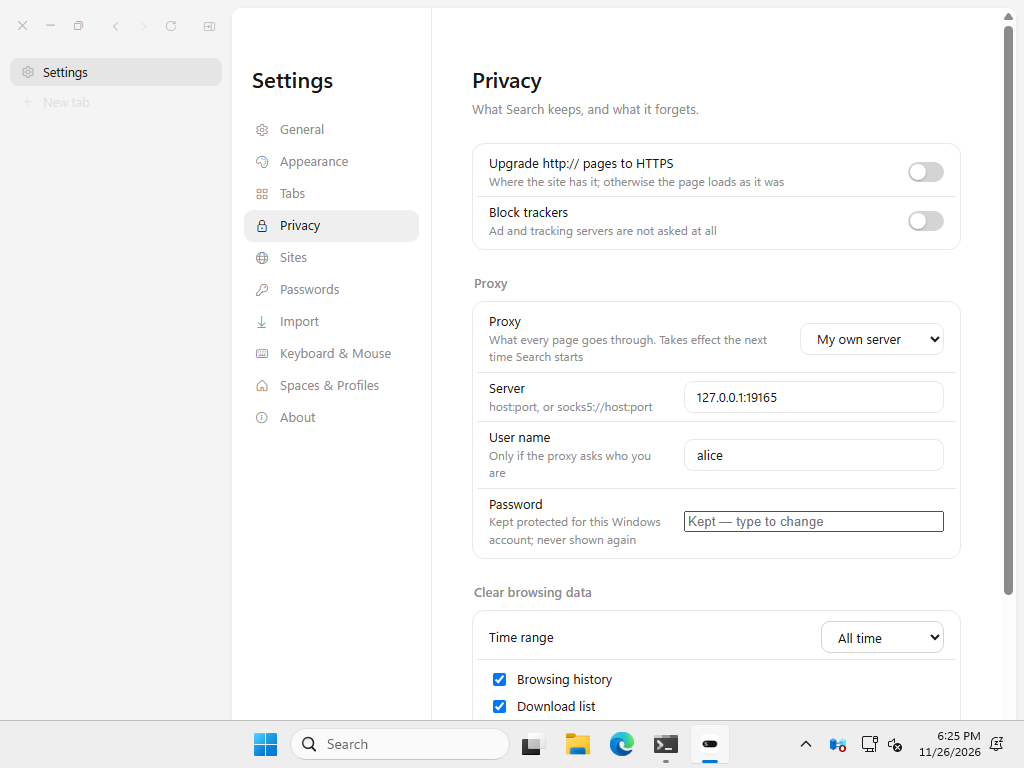 Settings
New tab
Settings
General
Appearance
Tabs
Privacy
Sites
Passwords
Import
Keyboard & Mouse
Spaces & Profiles
About
Privacy
What Search keeps, and what it forgets.
Upgrade http:// pages to HTTPS
Where the site has it; otherwise the page loads as it was
Block trackers
Ad and tracking servers are not asked at all
Proxy
Proxy
What every page goes through. Takes effect the next
time Search starts
My own server
Server
host:port, or socks5://host:port
127.0.0.1:19165
User name
Only if the proxy asks who you
are
alice
Password
Kept protected for this Windows
account; never shown again
Kept — type to change
Clear browsing data
Time range
All time
Browsing history
Download list
Search
6:25 PM
11/26/2026